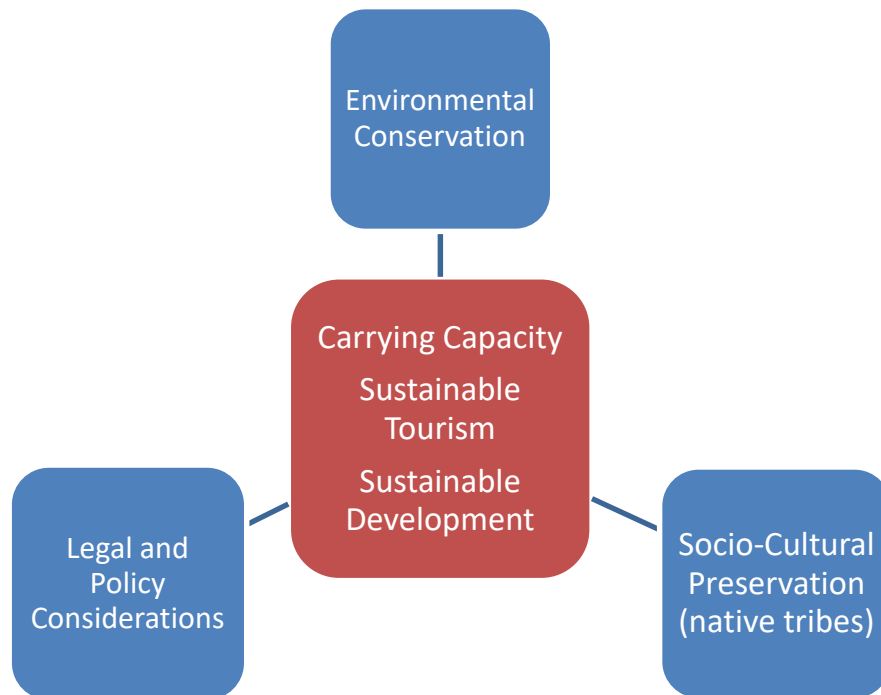 Environmental
Conservation
Carrying Capacity
Sustainable
Tourism
Sustainable
Development
Legal and
Policy
Considerations
Socio-Cultural
Preservation
(native tribes)